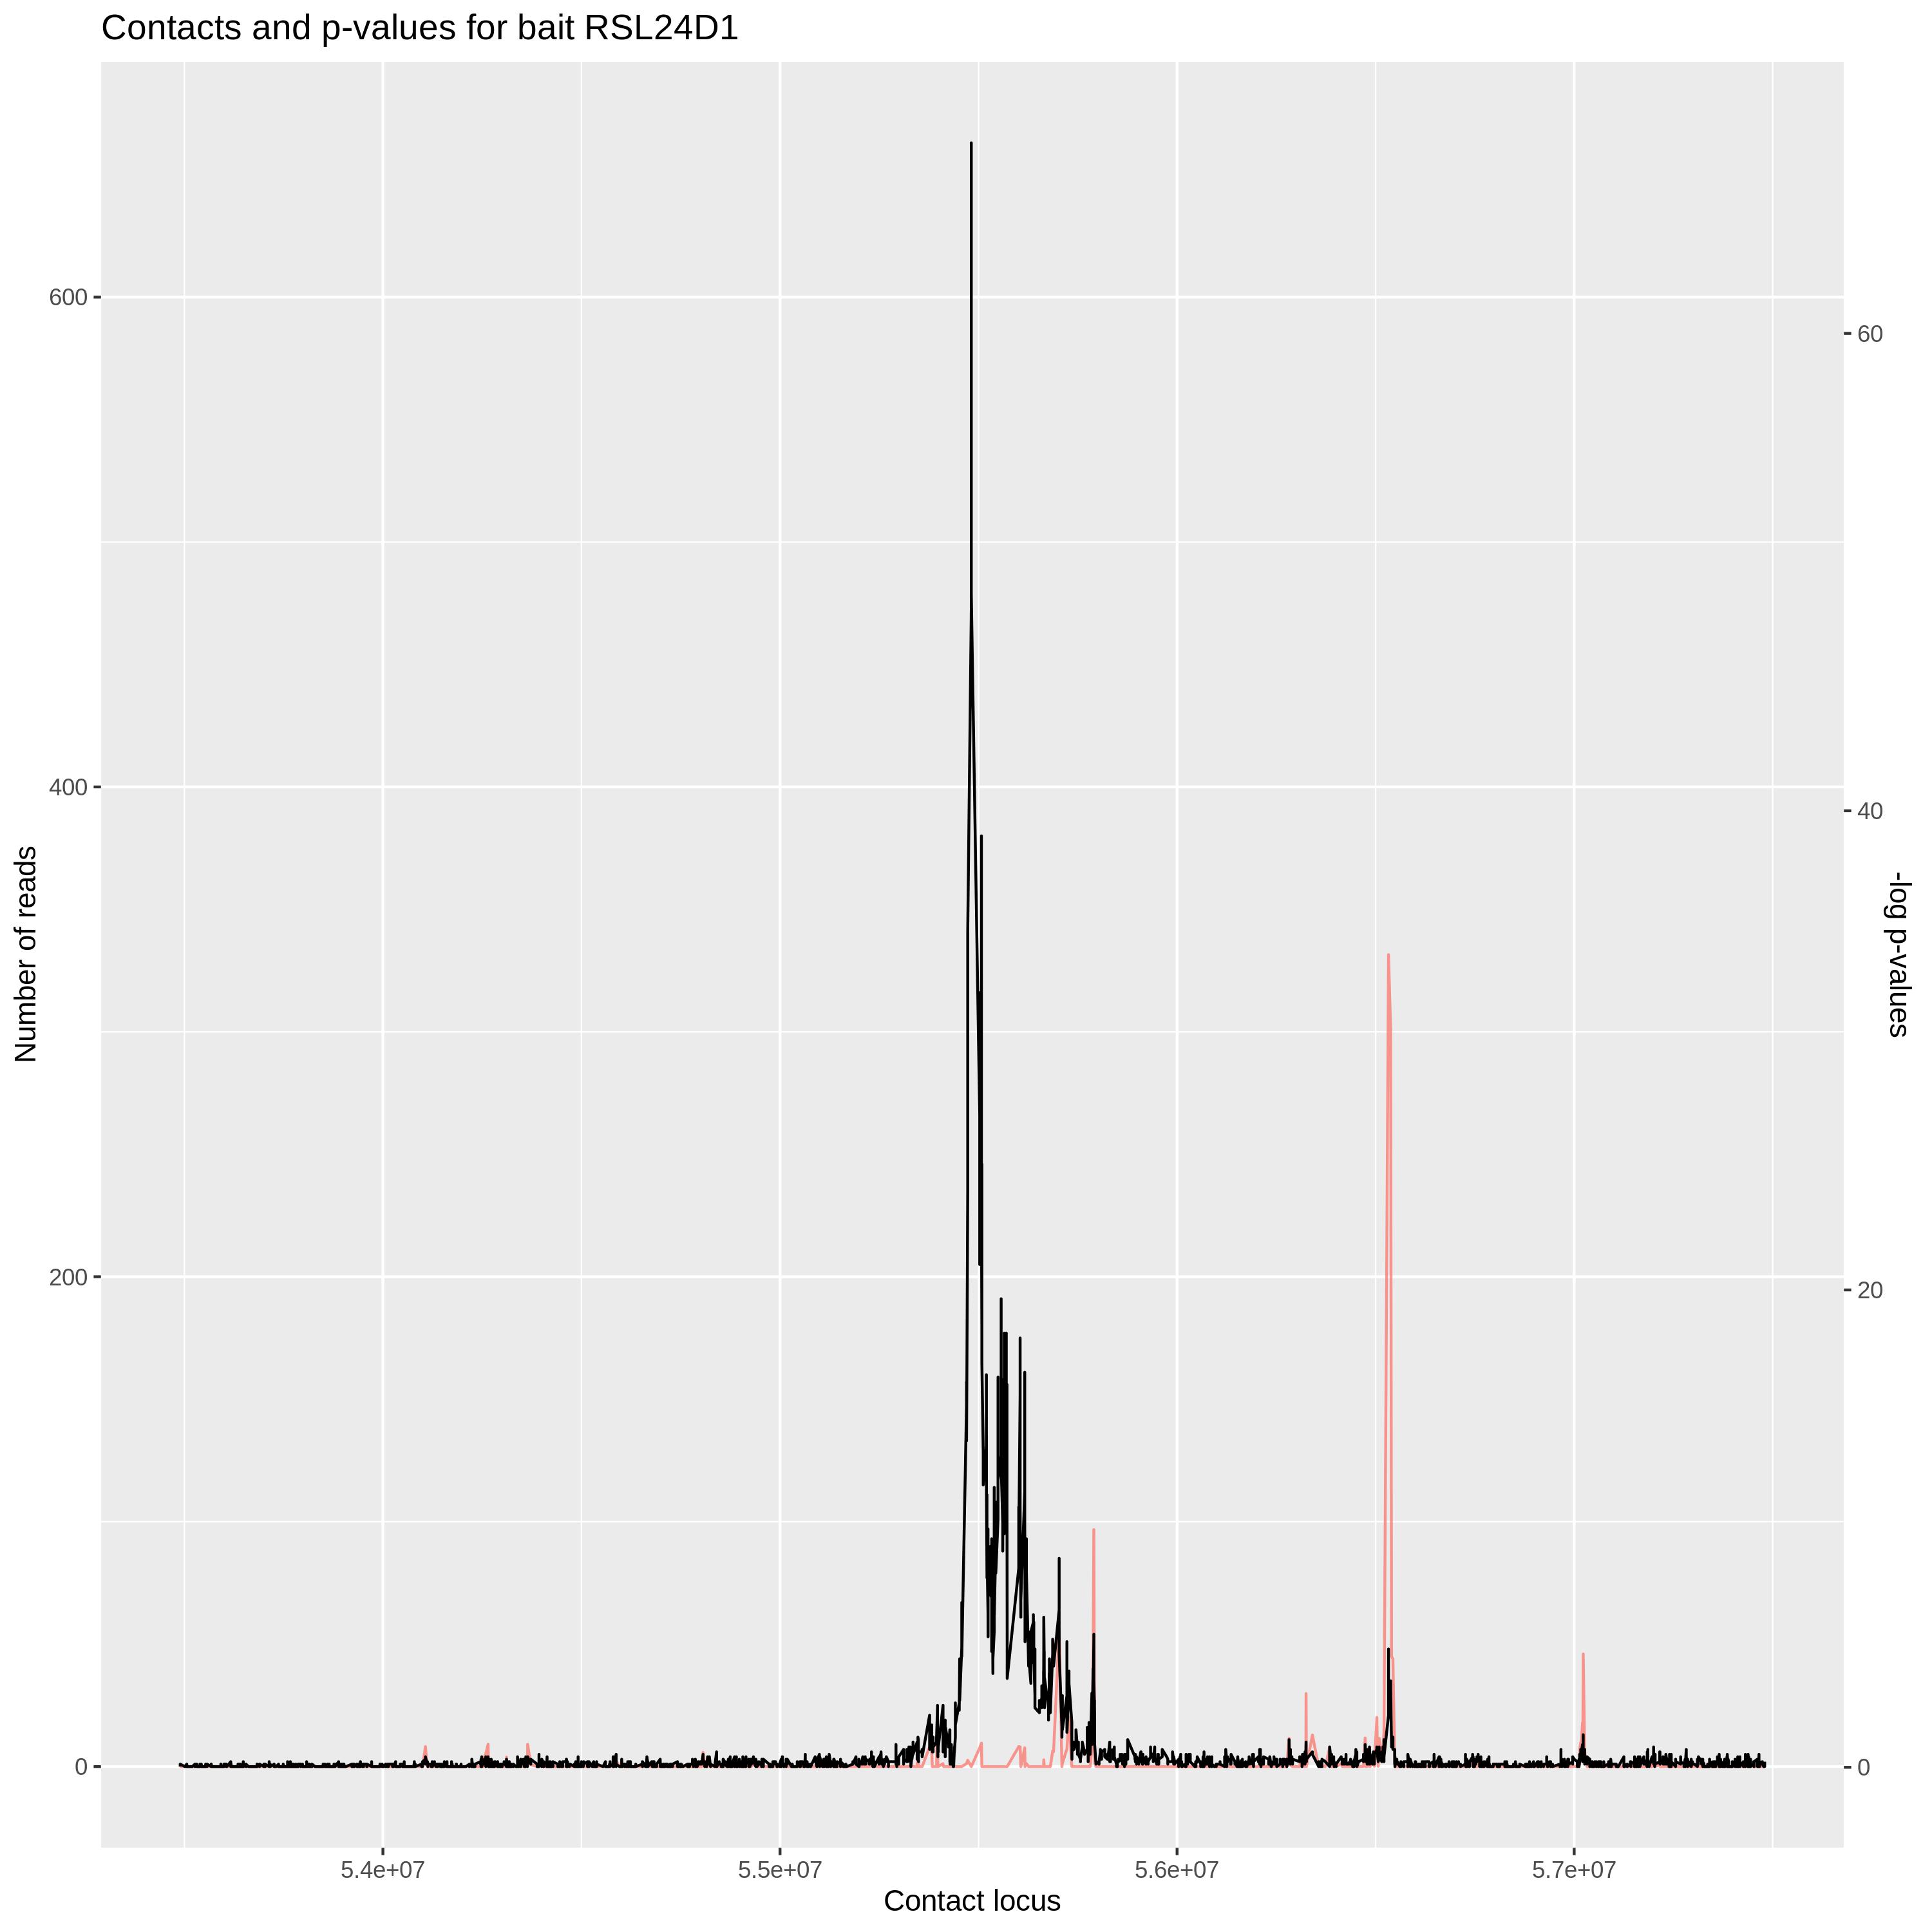 Contacts and p-values for bait RSL24D1
Number of reads
600
400
200
0
60
40
20
0
-log p-values
5.4e+07
5.5e+07
5.6e+07
5.7e+07
Contact locus